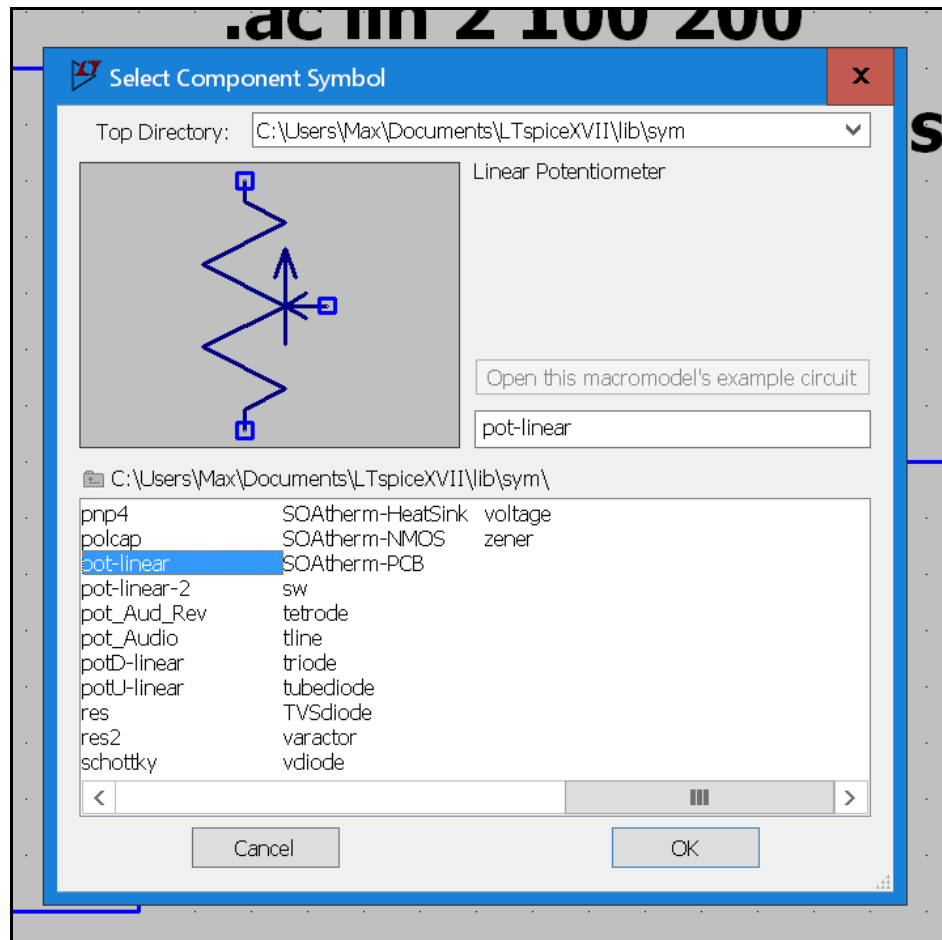 .ac lin 2 100 200
Select Component Symbol
X
Top Directory: C:\Users\Max\Documents\LTspiceXVII\lib\sym
s
Linear Potentiometer
Open this macromodel's example circuit
pot-linear
C:\Users\Max\Documents\LTspiceXVII\lib\sym\
pnp4 SOAtherm-HeatSink voltage
polcap SOAtherm-NMOS zener
pot-linear SOAtherm-PCB
pot-linear-2 sw
pot_Aud_Rev tetrode
pot_Audio tline
potD-linear triode
potU-linear tubediode
res TVSdiode
res2 varactor
schottky vdiode
Cancel OK